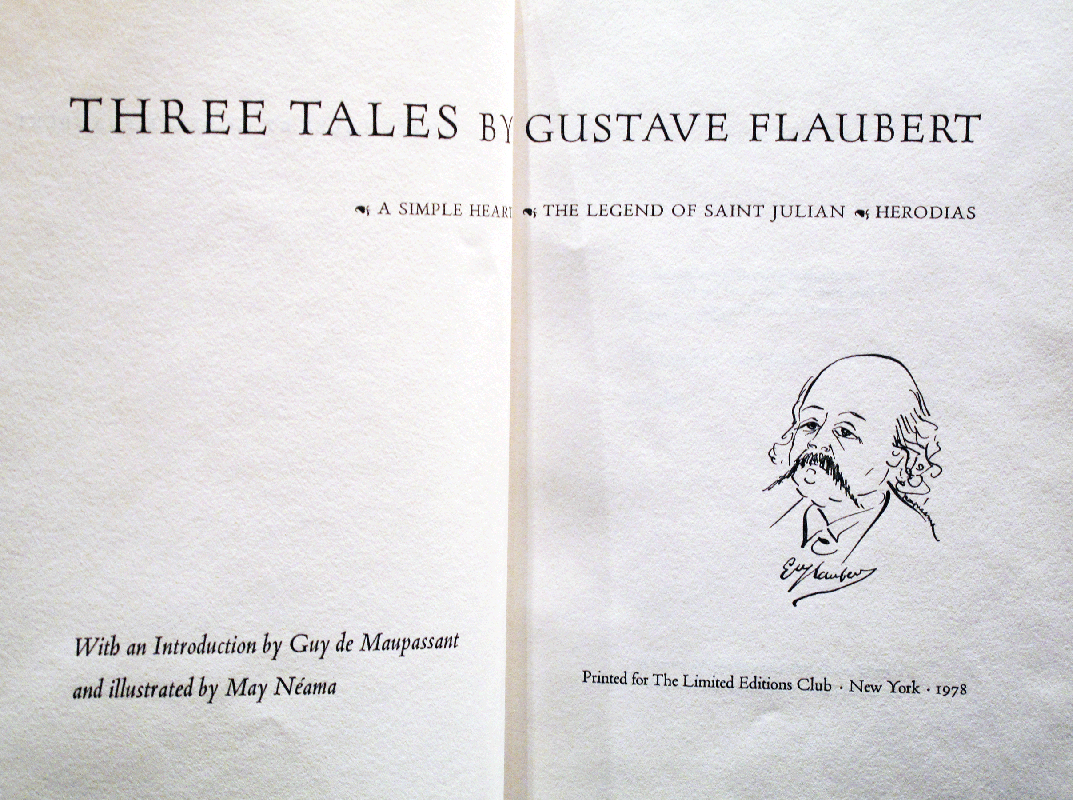 THREE TALES BY GUSTAVE FLAUBERT
A SIMPLE HEART THE LEGEND OF SAINT JULIAN HERODIAS
With an Introduction by Guy de Maupassant
and illustrated by May Néama
Printed for The Limited Editions Club · New York · 1978